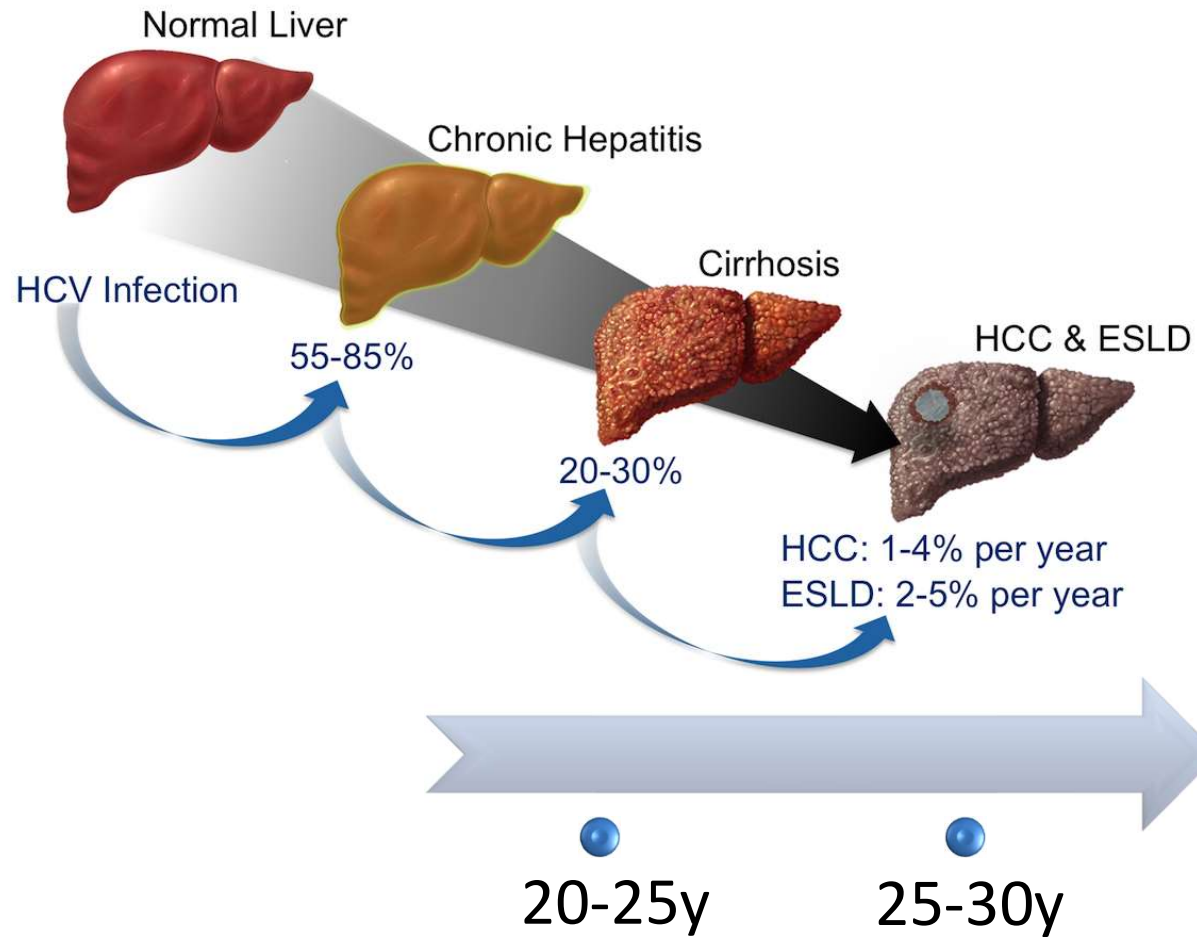 Normal Liver
Chronic Hepatitis
Cirrhosis
HCC & ESLD
HCV Infection
55-85%
20-30%
HCC: 1-4% per year
ESLD: 2-5% per year
20-25y
25-30y